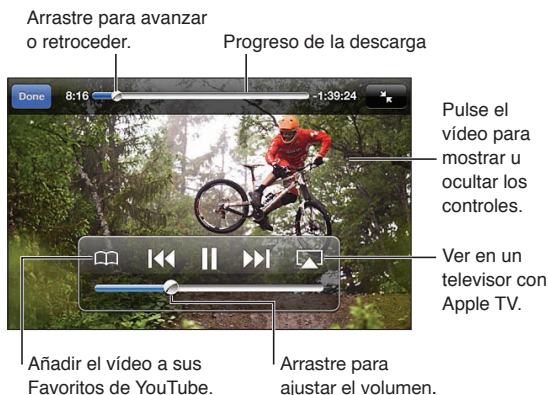 Arrastre para avanzar
o retroceder.
Progreso de la descarga
Done
8:16
-1:39:24
Pulse el
vídeo para
mostrar u
ocultar los
controles.
Ver en un
televisor con
Apple TV.
Añadir el vídeo a sus
Favoritos de YouTube.
Arrastre para
ajustar el volumen.